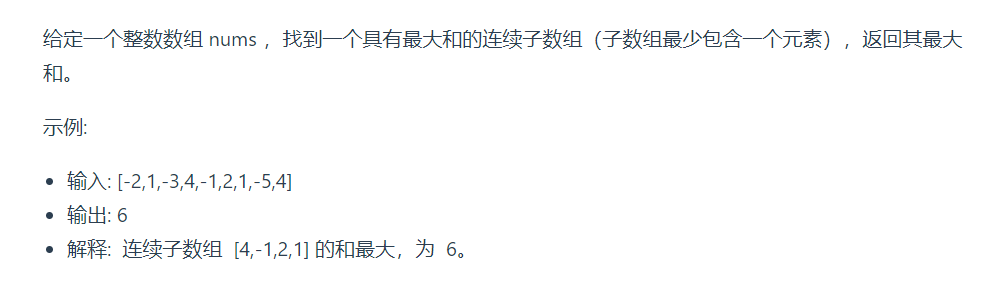 给定一个整数数组 nums ，找到一个具有最大和的连续子数组（子数组最少包含一个元素），返回其最大
和。
示例:
• 输入: [-2,1,-3,4,-1,2,1,-5,4]
• 输出: 6
• 解释: 连续子数组 [4,-1,2,1] 的和最大，为 6。